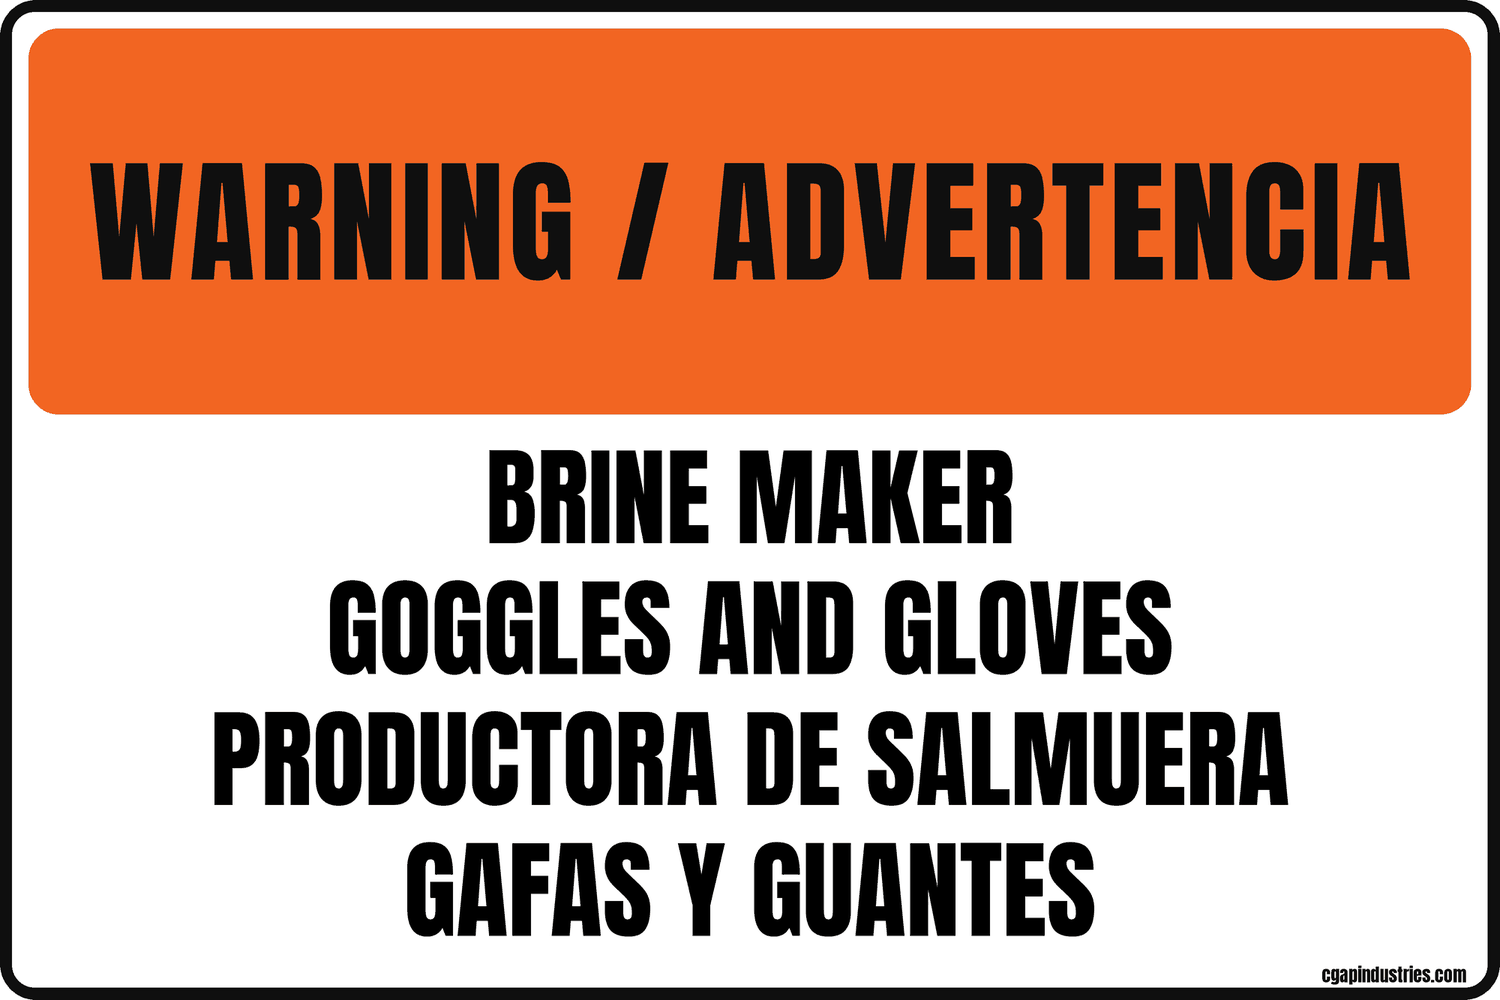 WARNING / ADVERTENCIA
BRINE MAKER
GOGGLES AND GLOVES
PRODUCTORA DE SALMUERA
GAFAS Y GUANTES
cgapindustries.com